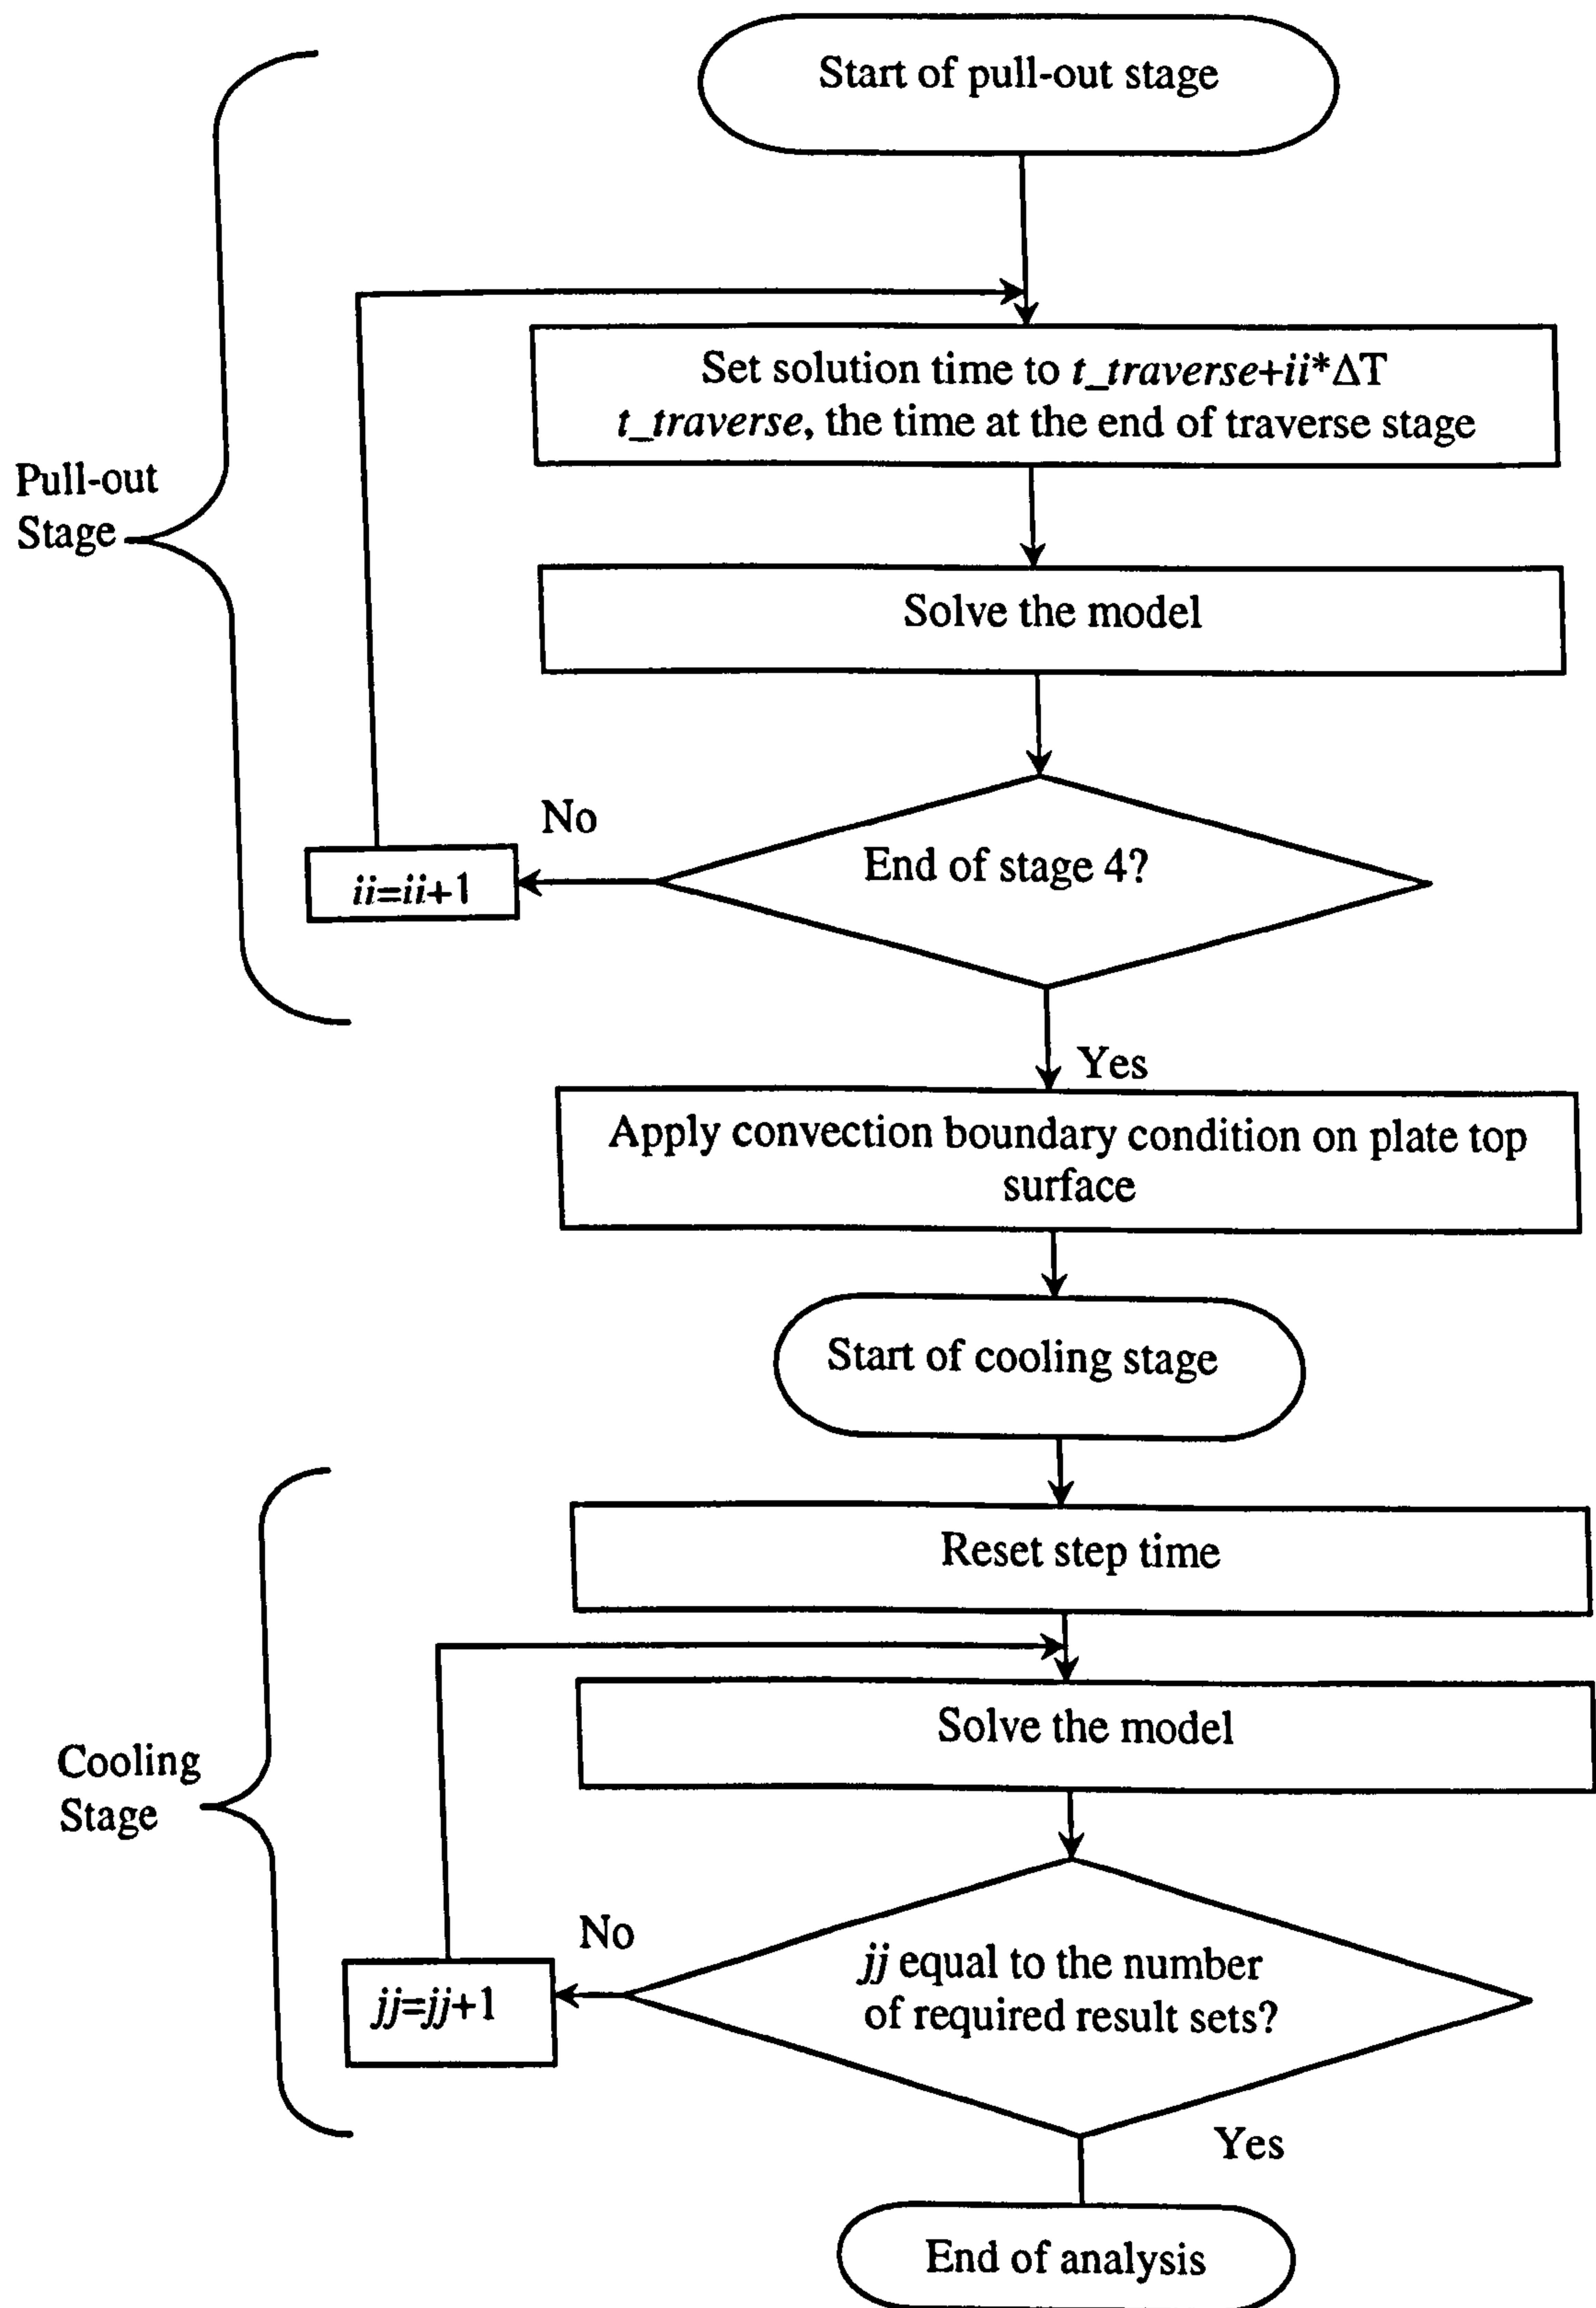 Start of pull-out stage
Set solution time to t_traverse+ii*ΔT
t_traverse, the time at the end of traverse stage
Pull-out
Stage
Solve the model
No
End of stage 4?
ii=ii+1
Yes
Apply convection boundary condition on plate top
surface
Start of cooling stage
Reset step time
Solve the model
Cooling
Stage
No
jj equal to the number
of required result sets?
jj=jj+1
Yes
End of analysis